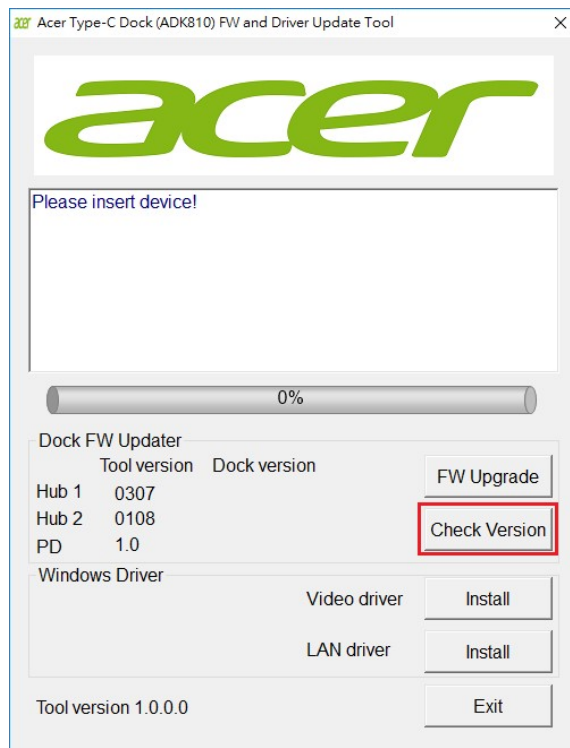 acer Acer Type-C Dock (ADK810) FW and Driver Update Tool
acer
Please insert device!
0%
Dock FW Updater
Tool version Dock version
FW Upgrade
Hub 1 0307
Hub 2 0108
Check Version
PD 1.0
Windows Driver
Video driver Install
LAN driver Install
Tool version 1.0.0.0 Exit